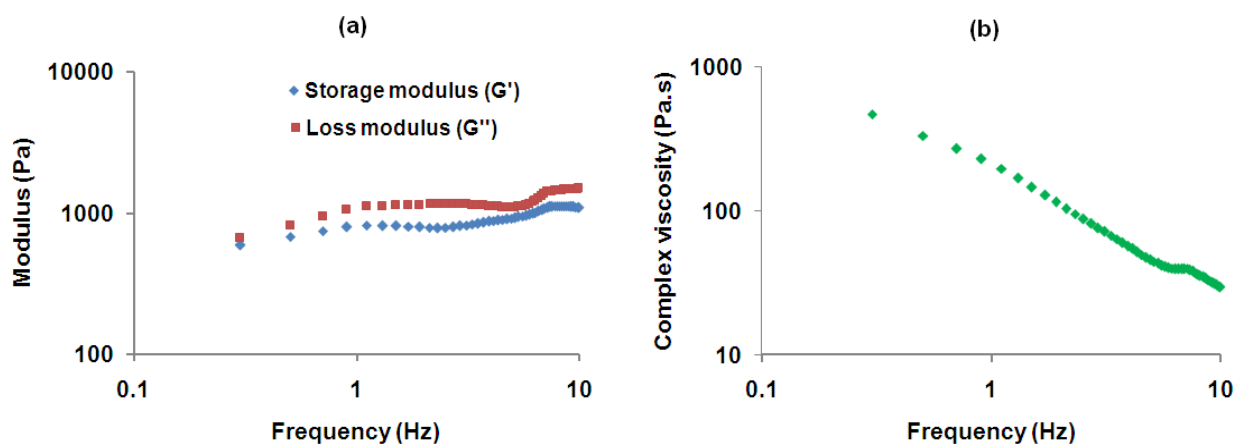 (a)
10000
1000
100
0.1
1
10
Modulus (Pa)
Frequency (Hz)
Storage modulus (G')
Loss modulus (G'')
(b)
1000
100
10
0.1
1
10
Complex viscosity (Pa.s)
Frequency (Hz)